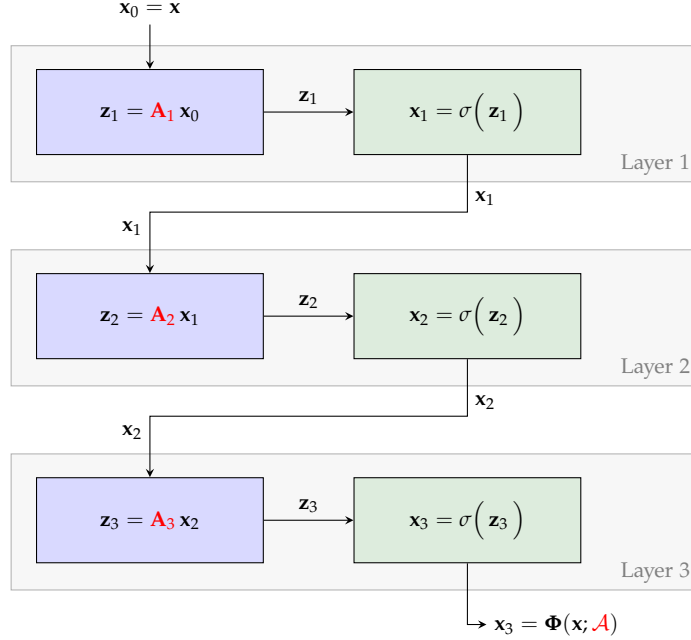 x₀ = x
z₁ = A₁ x₀
z₁
x₁ = σ( z₁ )
Layer 1
x₁
x₁
z₂ = A₂ x₁
z₂
x₂ = σ( z₂ )
Layer 2
x₂
x₂
z₃ = A₃ x₂
z₃
x₃ = σ( z₃ )
Layer 3
x₃ = Φ(x; 𝒜)